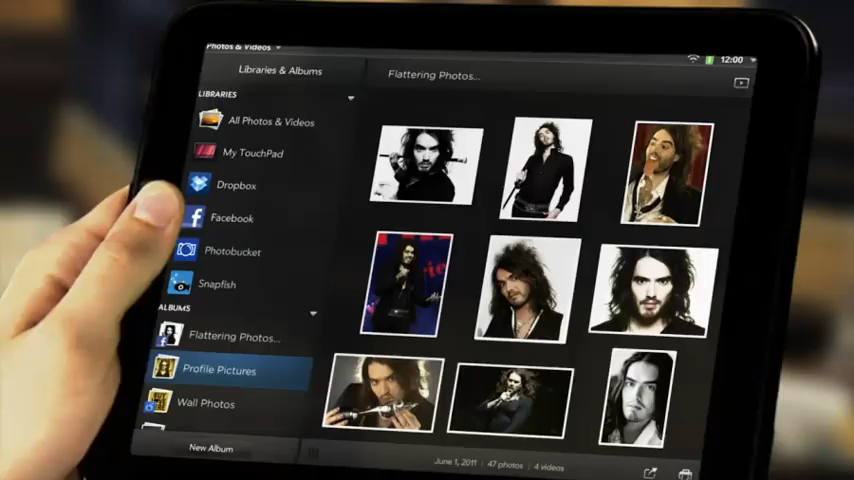 Photos & Videos
12:00
Libraries & Albums
Flattering Photos...
LIBRARIES
All Photos & Videos
My TouchPad
Dropbox
Facebook
Photobucket
Snapfish
ALBUMS
Flattering Photos...
Profile Pictures
Wall Photos
New Album
June 1, 2011 | 47 photos | 4 videos